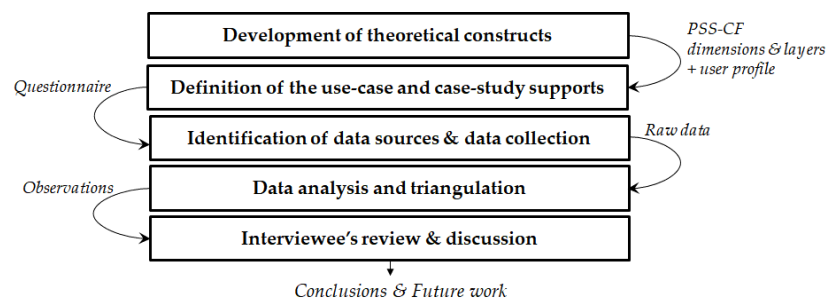 Development of theoretical constructs
PSS-CF
dimensions & layers
+ user profile
Questionnaire
Definition of the use-case and case-study supports
Identification of data sources & data collection
Raw data
Observations
Data analysis and triangulation
Interviewee's review & discussion
Conclusions & Future work